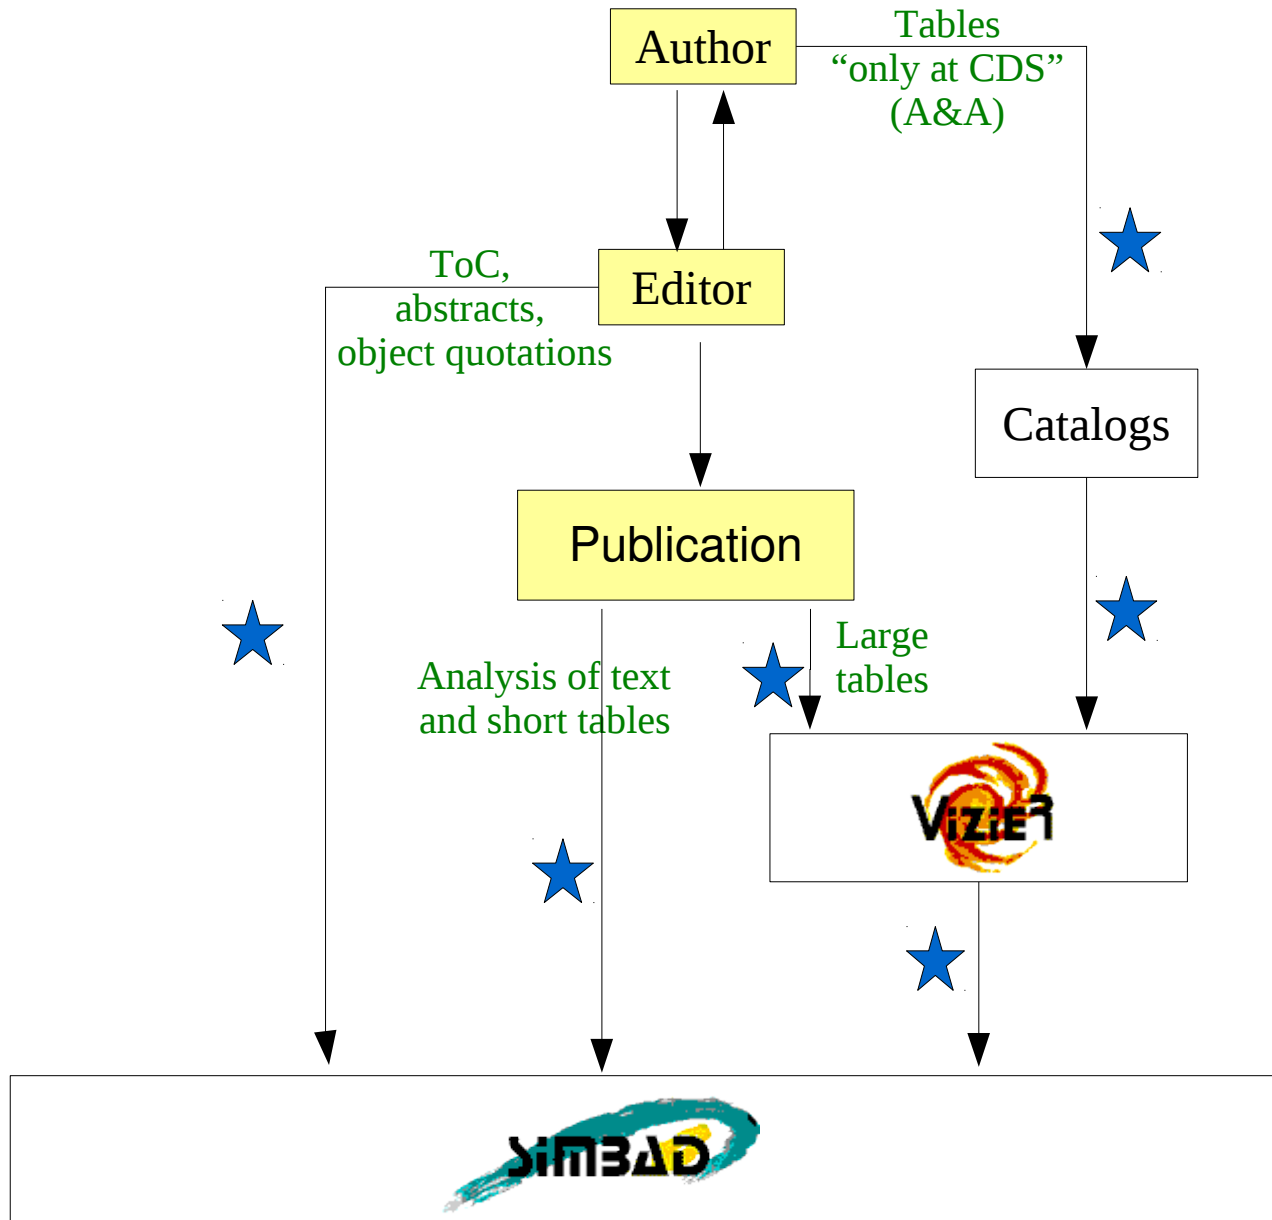 Author
Tables
“only at CDS”
(A&A)
ToC,
abstracts,
object quotations
Editor
Catalogs
Publication
Analysis of text
and short tables
Large
tables
ViZiER
SiMBAD